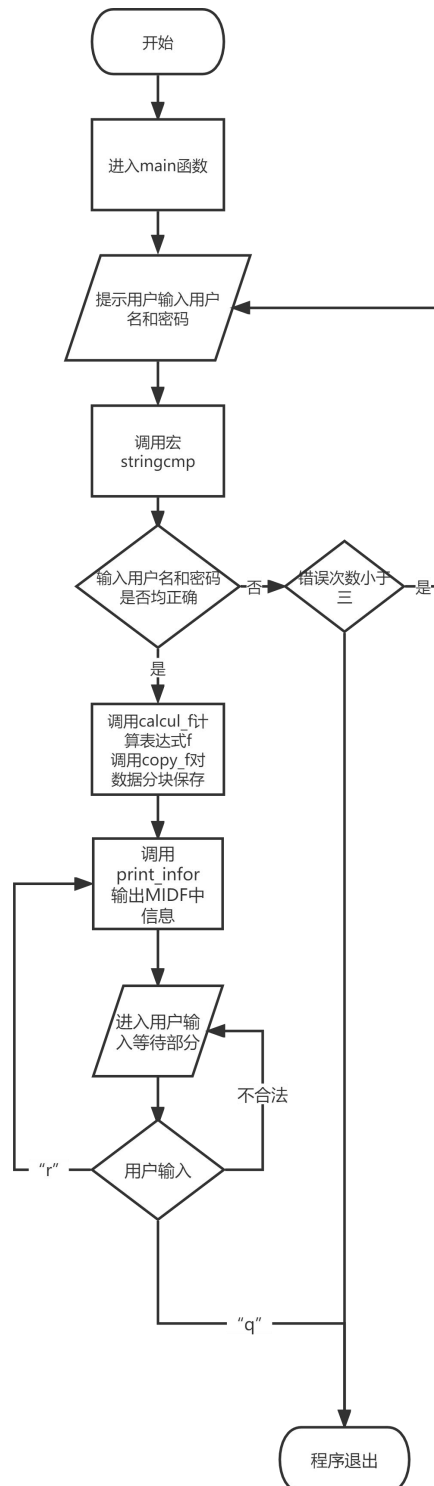 开始
进入main函数
提示用户输入用户
名和密码
调用宏
stringcmp
输入用户名和密码
是否均正确
否
错误次数小于
三
是
是
调用calcul_f计
算表达式f
调用copy_f对
数据分块保存
调用
print_infor
输出MIDF中
信息
进入用户输
入等待部分
不合法
用户输入
“r”
“q”
程序退出